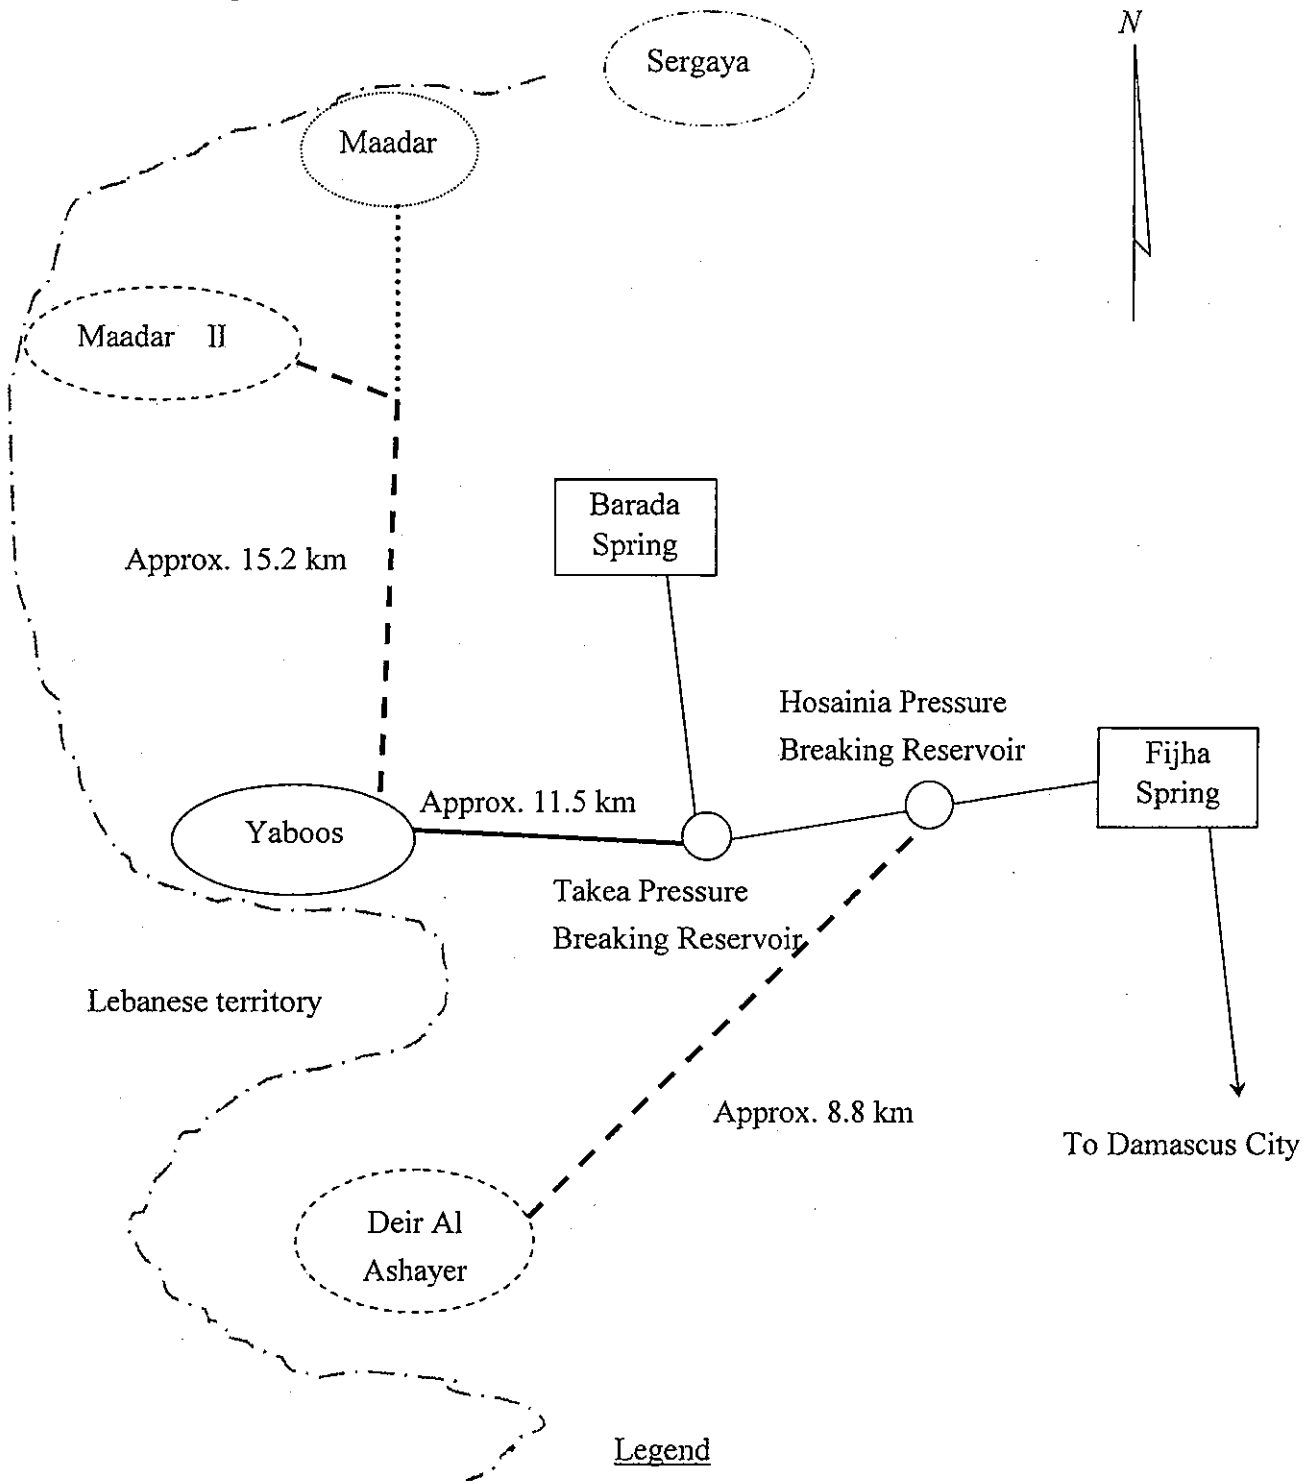 N
Sergaya
Maadar
Maadar II
Barada
Spring
Approx. 15.2 km
Hosainia Pressure
Breaking Reservoir
Fijha
Spring
Approx. 11.5 km
Yaboos
Takea Pressure
Breaking Reservoir
Lebanese territory
Approx. 8.8 km
To Damascus City
Deir Al
Ashayer
Legend